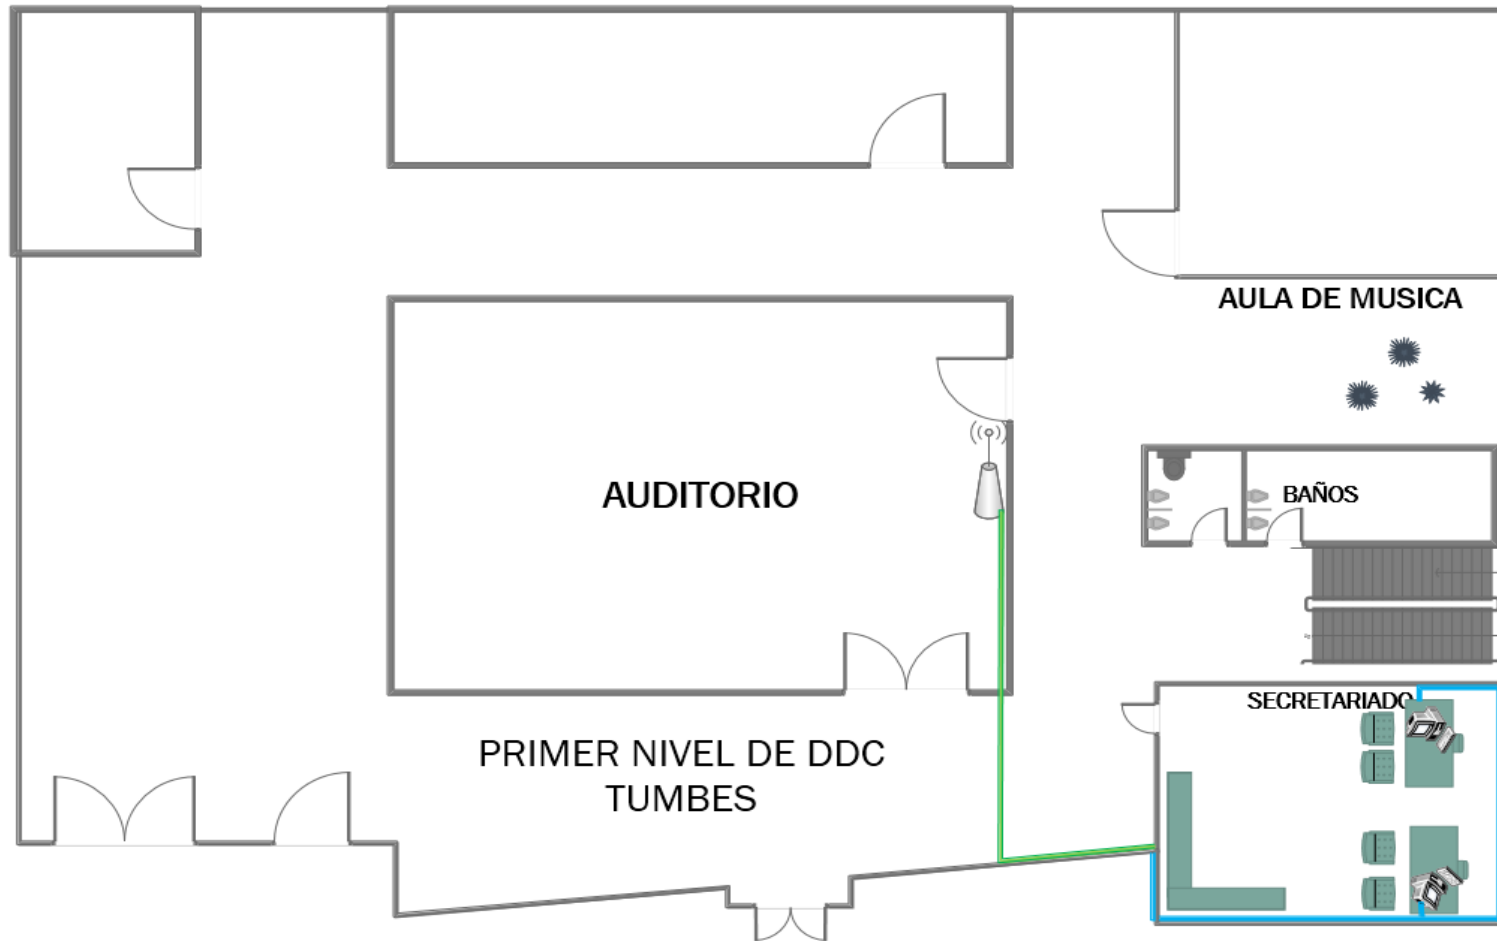 AULA DE MUSICA
AUDITORIO
BAÑOS
SECRETARIADO
PRIMER NIVEL DE DDC
TUMBES